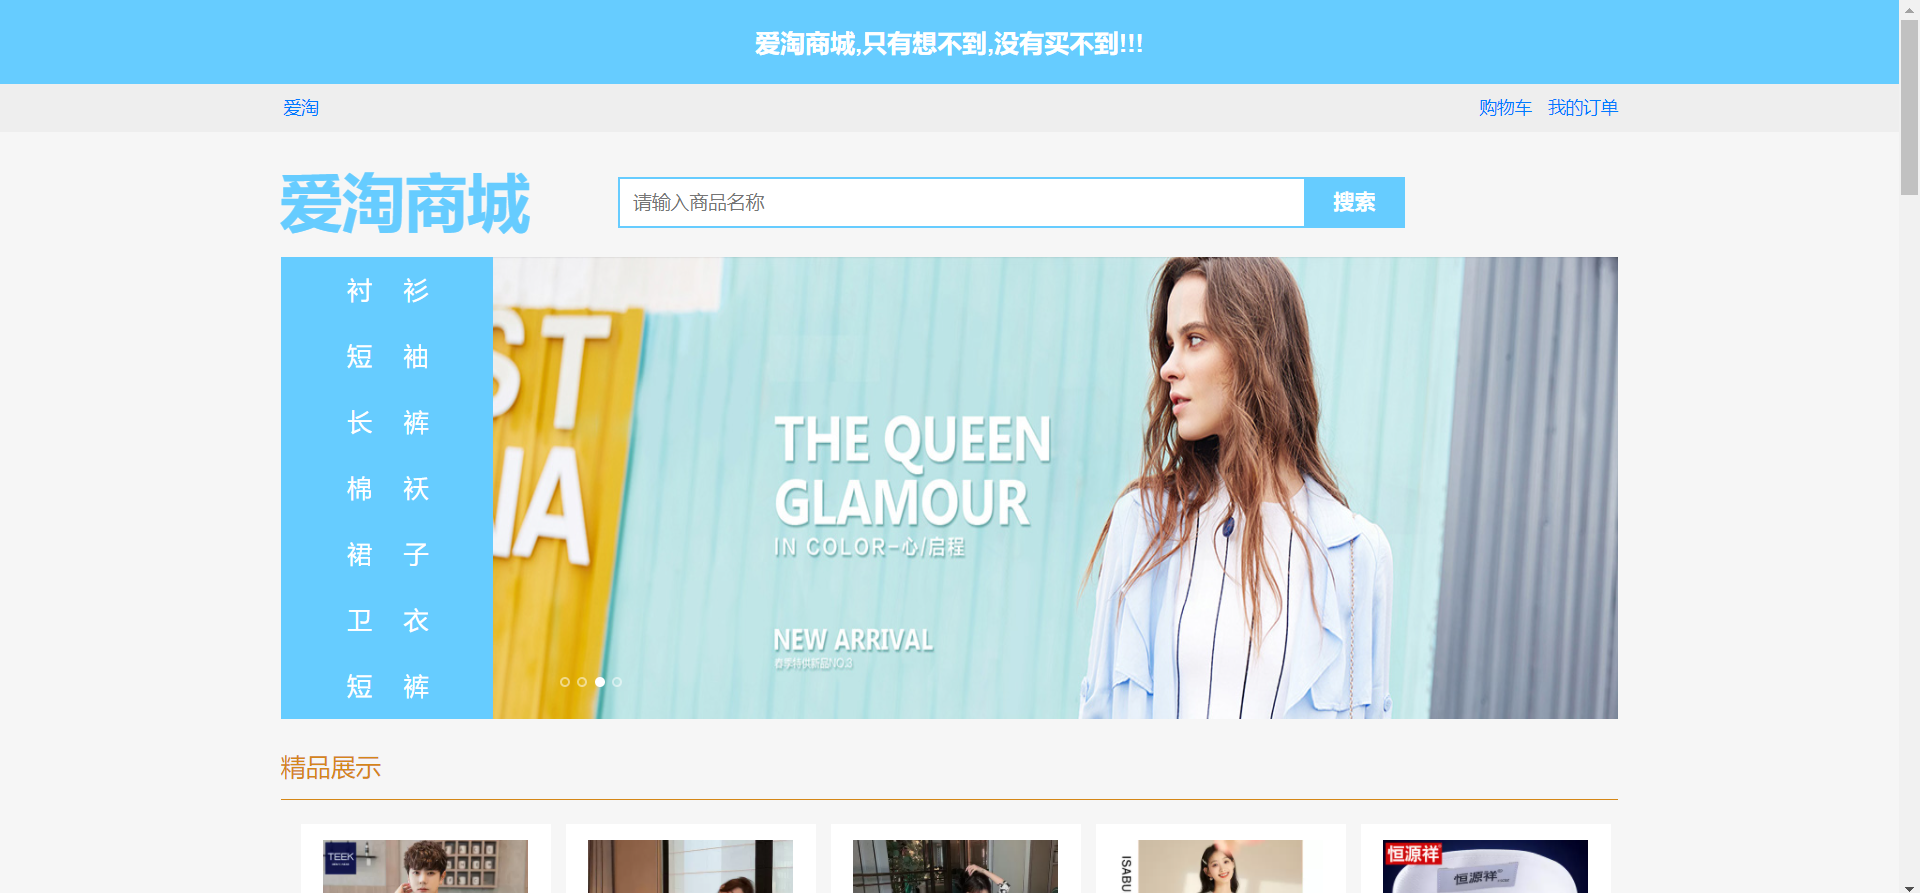 爱淘商城,只有想不到,没有买不到!!!
爱淘
购物车 我的订单
爱淘商城
请输入商品名称
搜索
衬 衫
短 袖
长 裤
棉 袄
裙 子
卫 衣
短 裤
ST
NA
THE QUEEN
GLAMOUR
IN COLOR-心/启程
NEW ARRIVAL
春季特供新品NO.3
精品展示
TEEK
ISABU
恒源祥
恒源祥